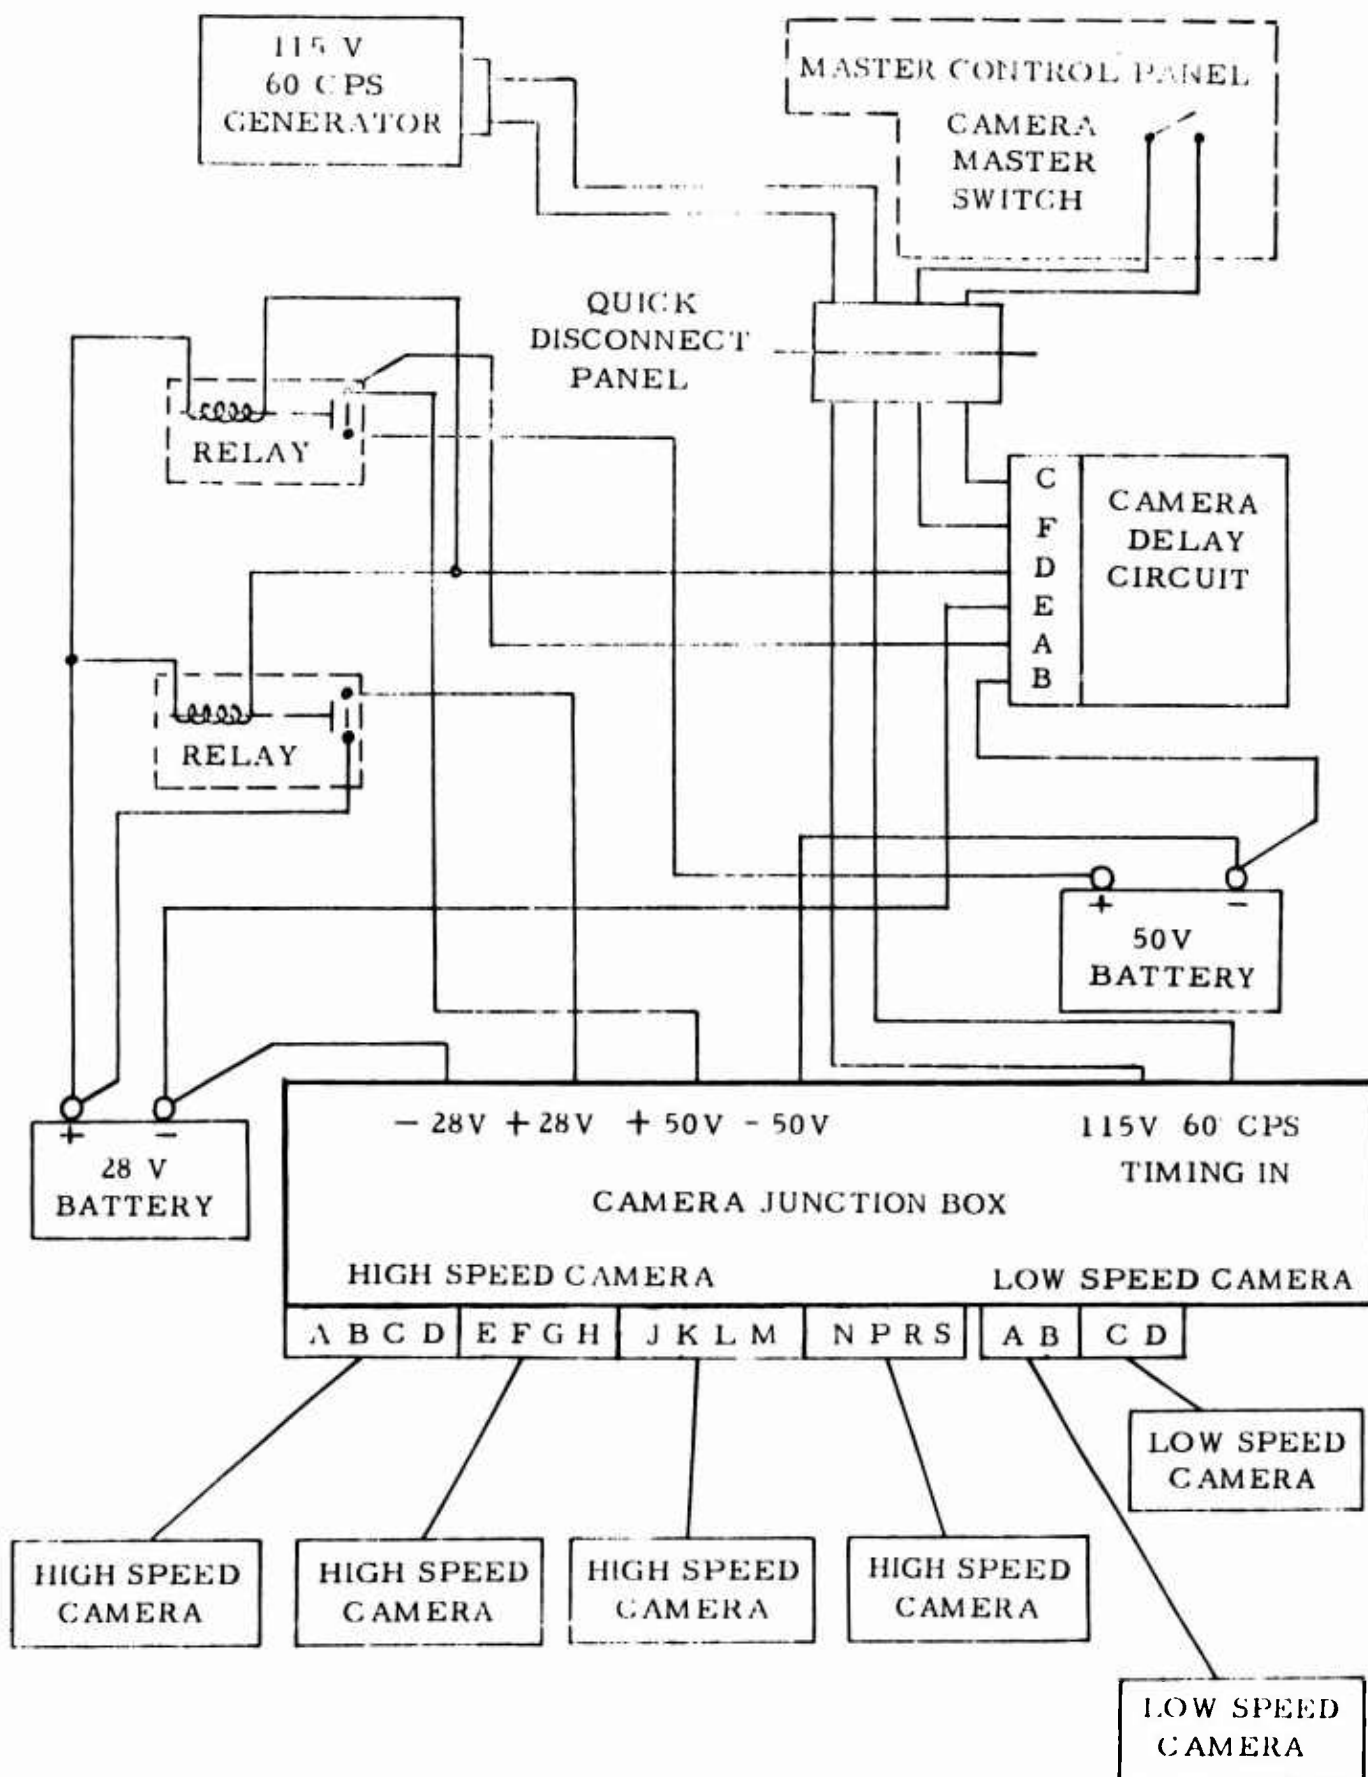 115 V
60 CPS
GENERATOR
MASTER CONTROL PANEL
CAMERA
MASTER
SWITCH
QUICK
DISCONNECT
PANEL
RELAY
C
F
D
E
A
B
CAMERA
DELAY
CIRCUIT
RELAY
+ -
50V
BATTERY
+ -
28 V
BATTERY
- 28V + 28V + 50V - 50V
115V 60 CPS
TIMING IN
CAMERA JUNCTION BOX
HIGH SPEED CAMERA
LOW SPEED CAMERA
A B C D E F G H J K L M N P R S A B C D
LOW SPEED
CAMERA
HIGH SPEED
CAMERA
HIGH SPEED
CAMERA
HIGH SPEED
CAMERA
HIGH SPEED
CAMERA
LOW SPEED
CAMERA